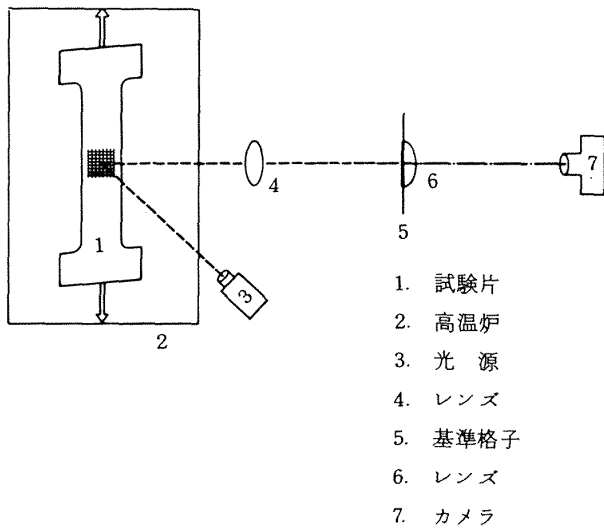 1
2
3
4
5
6
7
1. 試験片
2. 高温炉
3. 光 源
4. レンズ
5. 基準格子
6. レンズ
7. カメラ